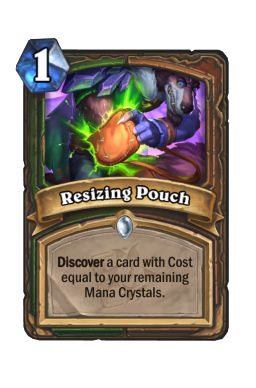 1
Resizing Pouch
Discover a card with Cost
equal to your remaining
Mana Crystals.